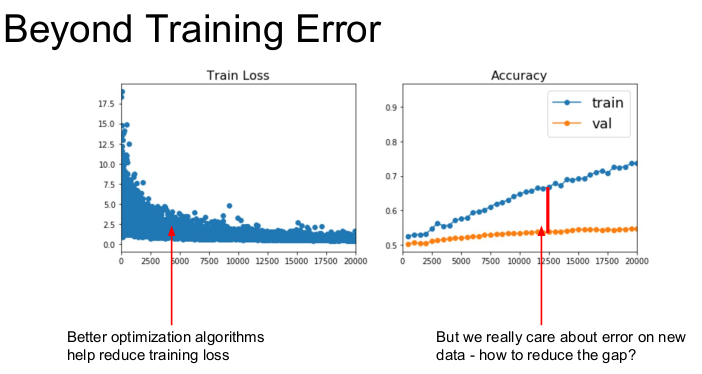 Beyond Training Error
Train Loss
17.5
15.0
12.5
10.0
7.5
5.0
2.5
0.0
0 2500 5000 7500 10000 12500 15000 17500 20000
Accuracy
train
val
0.9
0.8
0.7
0.6
0.5
0 2500 5000 7500 10000 12500 15000 17500 20000
Better optimization algorithms
help reduce training loss
But we really care about error on new
data - how to reduce the gap?